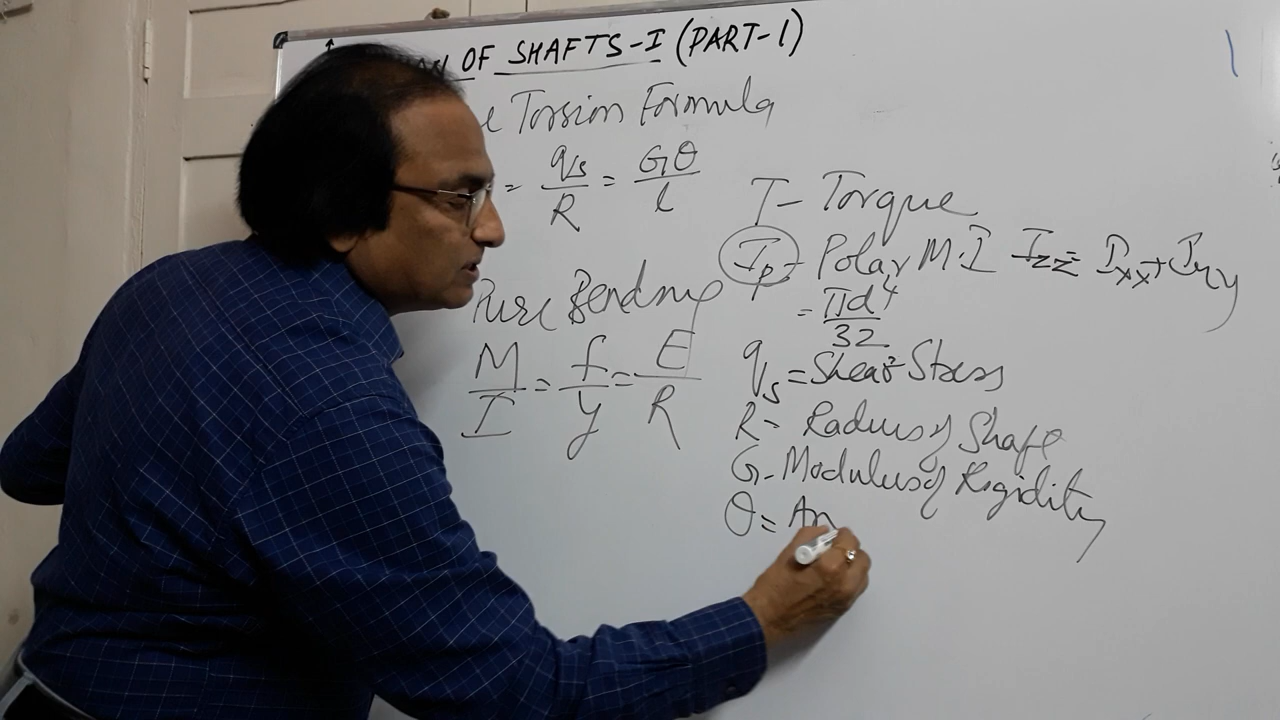 OF SHAFTS-I (PART-1)
Torsion Formula
= qs/R = Gθ/l
T- Torque
Ip - Polar M.I Izz = Ixx + Iyy
= πd⁴/32
Pure Bending
M/I = f/y = E/R
qs = Shear Stress
R- Radius of Shaft
G- Modulus of Rigidity
θ = An